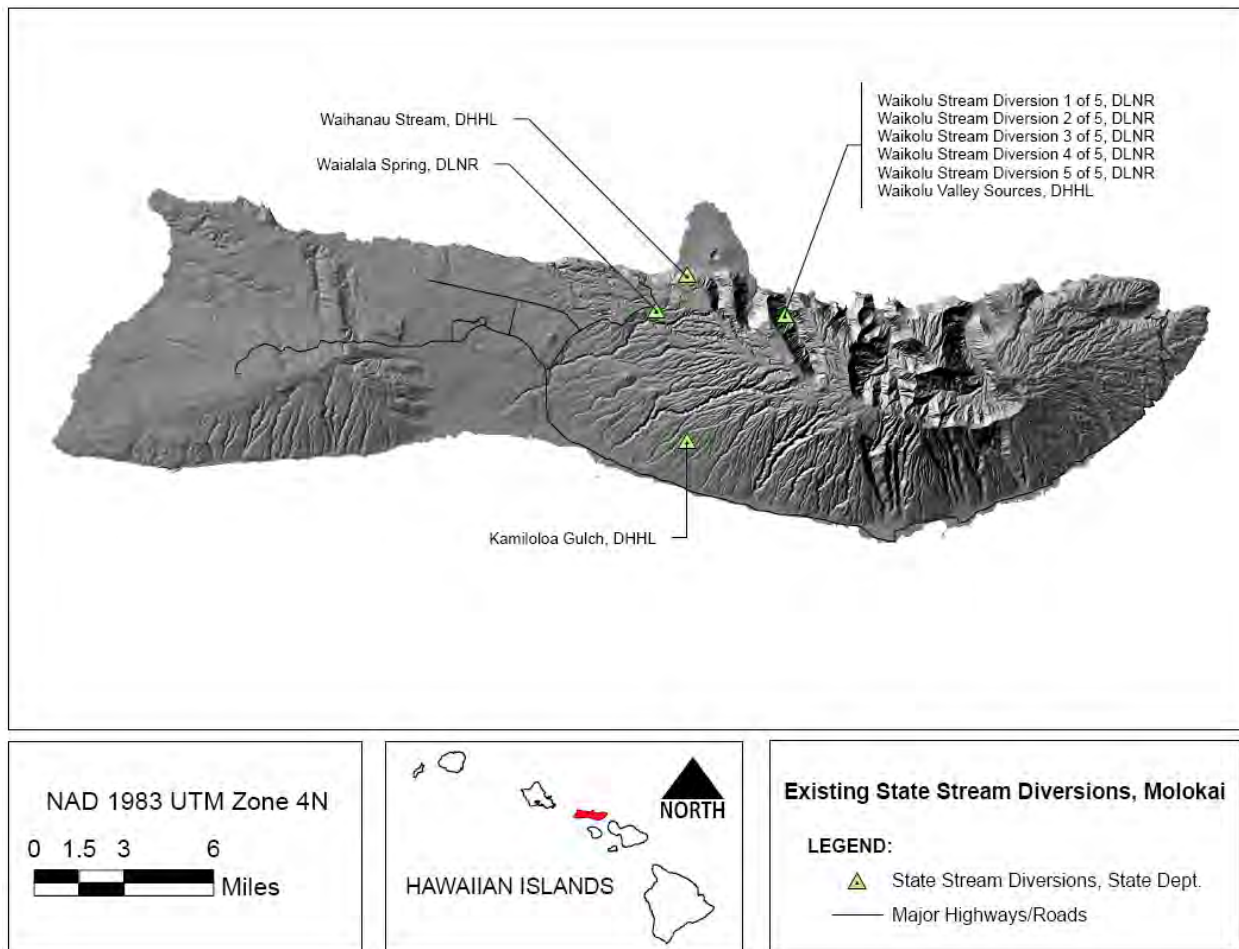 Waihanau Stream, DHHL
Waialala Spring, DLNR
Waikolu Stream Diversion 1 of 5, DLNR
Waikolu Stream Diversion 2 of 5, DLNR
Waikolu Stream Diversion 3 of 5, DLNR
Waikolu Stream Diversion 4 of 5, DLNR
Waikolu Stream Diversion 5 of 5, DLNR
Waikolu Valley Sources, DHHL
Kamiloloa Gulch, DHHL
NAD 1983 UTM Zone 4N
0 1.5 3 6
Miles
NORTH
HAWAIIAN ISLANDS
Existing State Stream Diversions, Molokai
LEGEND:
State Stream Diversions, State Dept.
Major Highways/Roads